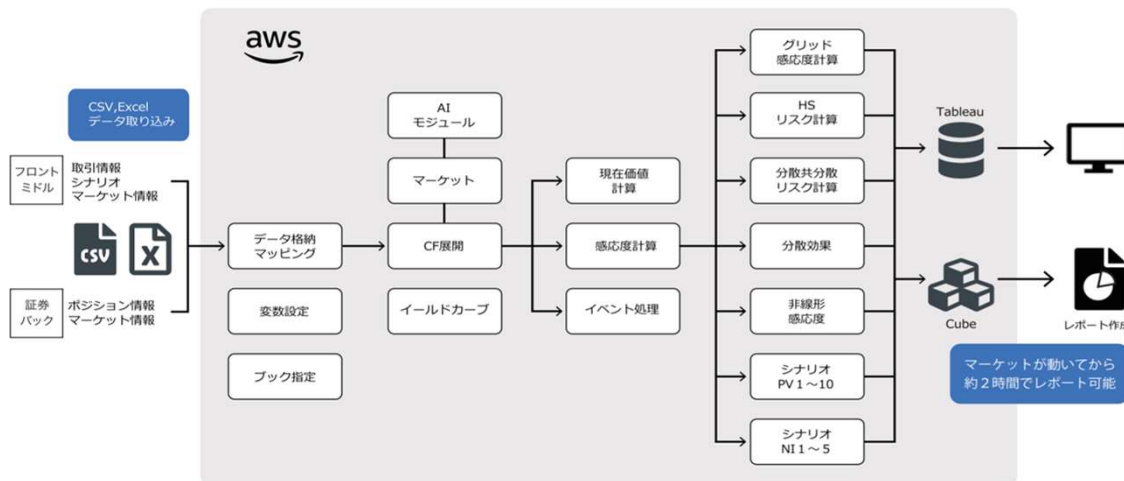 aws
CSV,Excel
データ取り込み
フロント
ミドル
取引情報
シナリオ
マーケット情報
CSV
X
証券
バック
ポジション情報
マーケット情報
データ格納
マッピング
変数設定
ブック指定
AI
モジュール
マーケット
CF展開
イールドカーブ
現在価値
計算
感応度計算
イベント処理
グリッド
感応度計算
HS
リスク計算
分散共分散
リスク計算
分散効果
非線形
感応度
シナリオ
PV1～10
シナリオ
NI1～5
Tableau
Cube
レポート作成
マーケットが動いてから
約2時間でレポート可能